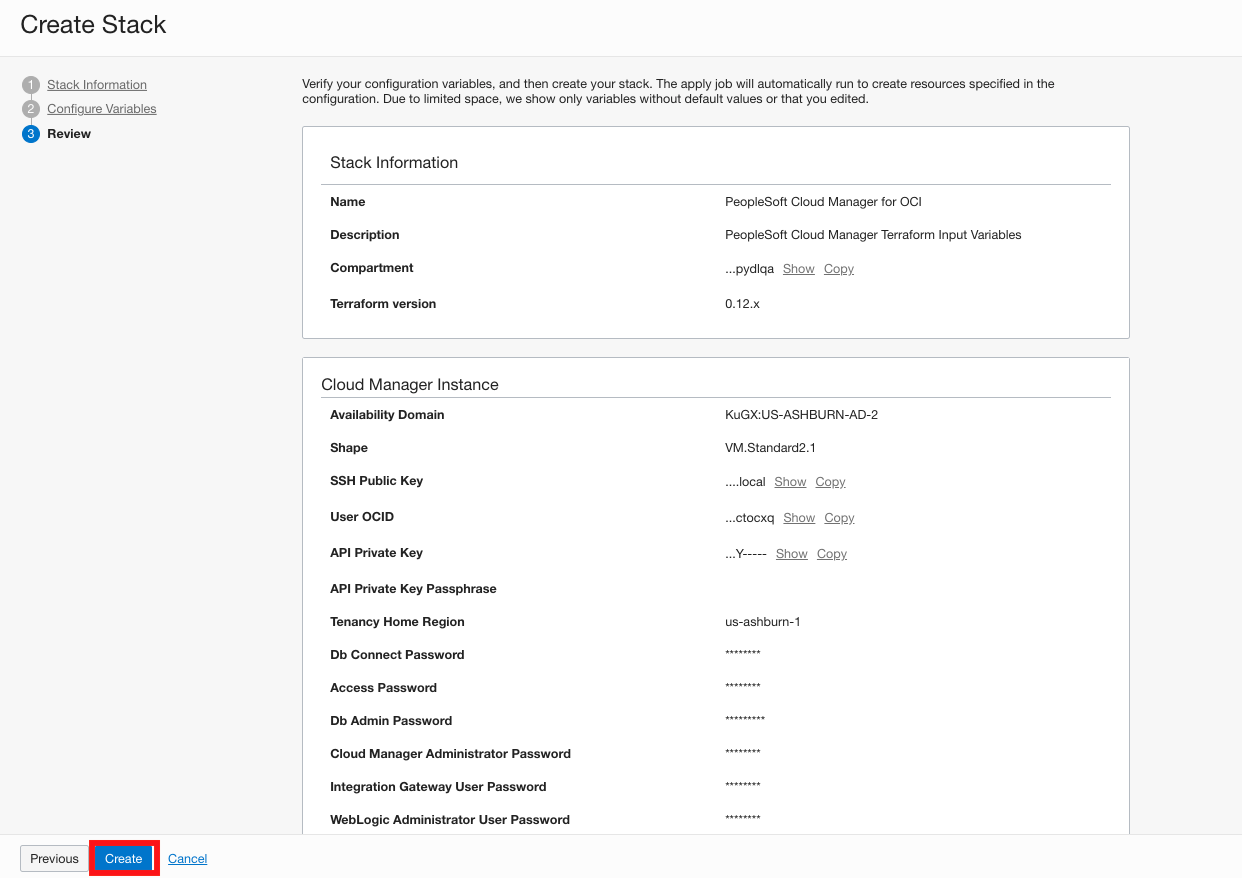 Create Stack
1 Stack Information
2 Configure Variables
3 Review
Verify your configuration variables, and then create your stack. The apply job will automatically run to create resources specified in the
configuration. Due to limited space, we show only variables without default values or that you edited.
Stack Information
Name PeopleSoft Cloud Manager for OCI
Description PeopleSoft Cloud Manager Terraform Input Variables
Compartment ...pydlqa Show Copy
Terraform version 0.12.x
Cloud Manager Instance
Availability Domain KuGX:US-ASHBURN-AD-2
Shape VM.Standard2.1
SSH Public Key ....local Show Copy
User OCID ...ctocxq Show Copy
API Private Key ...Y----- Show Copy
API Private Key Passphrase
Tenancy Home Region us-ashburn-1
Db Connect Password ********
Access Password ********
Db Admin Password *********
Cloud Manager Administrator Password ********
Integration Gateway User Password ********
WebLogic Administrator User Password ********
Previous Create Cancel